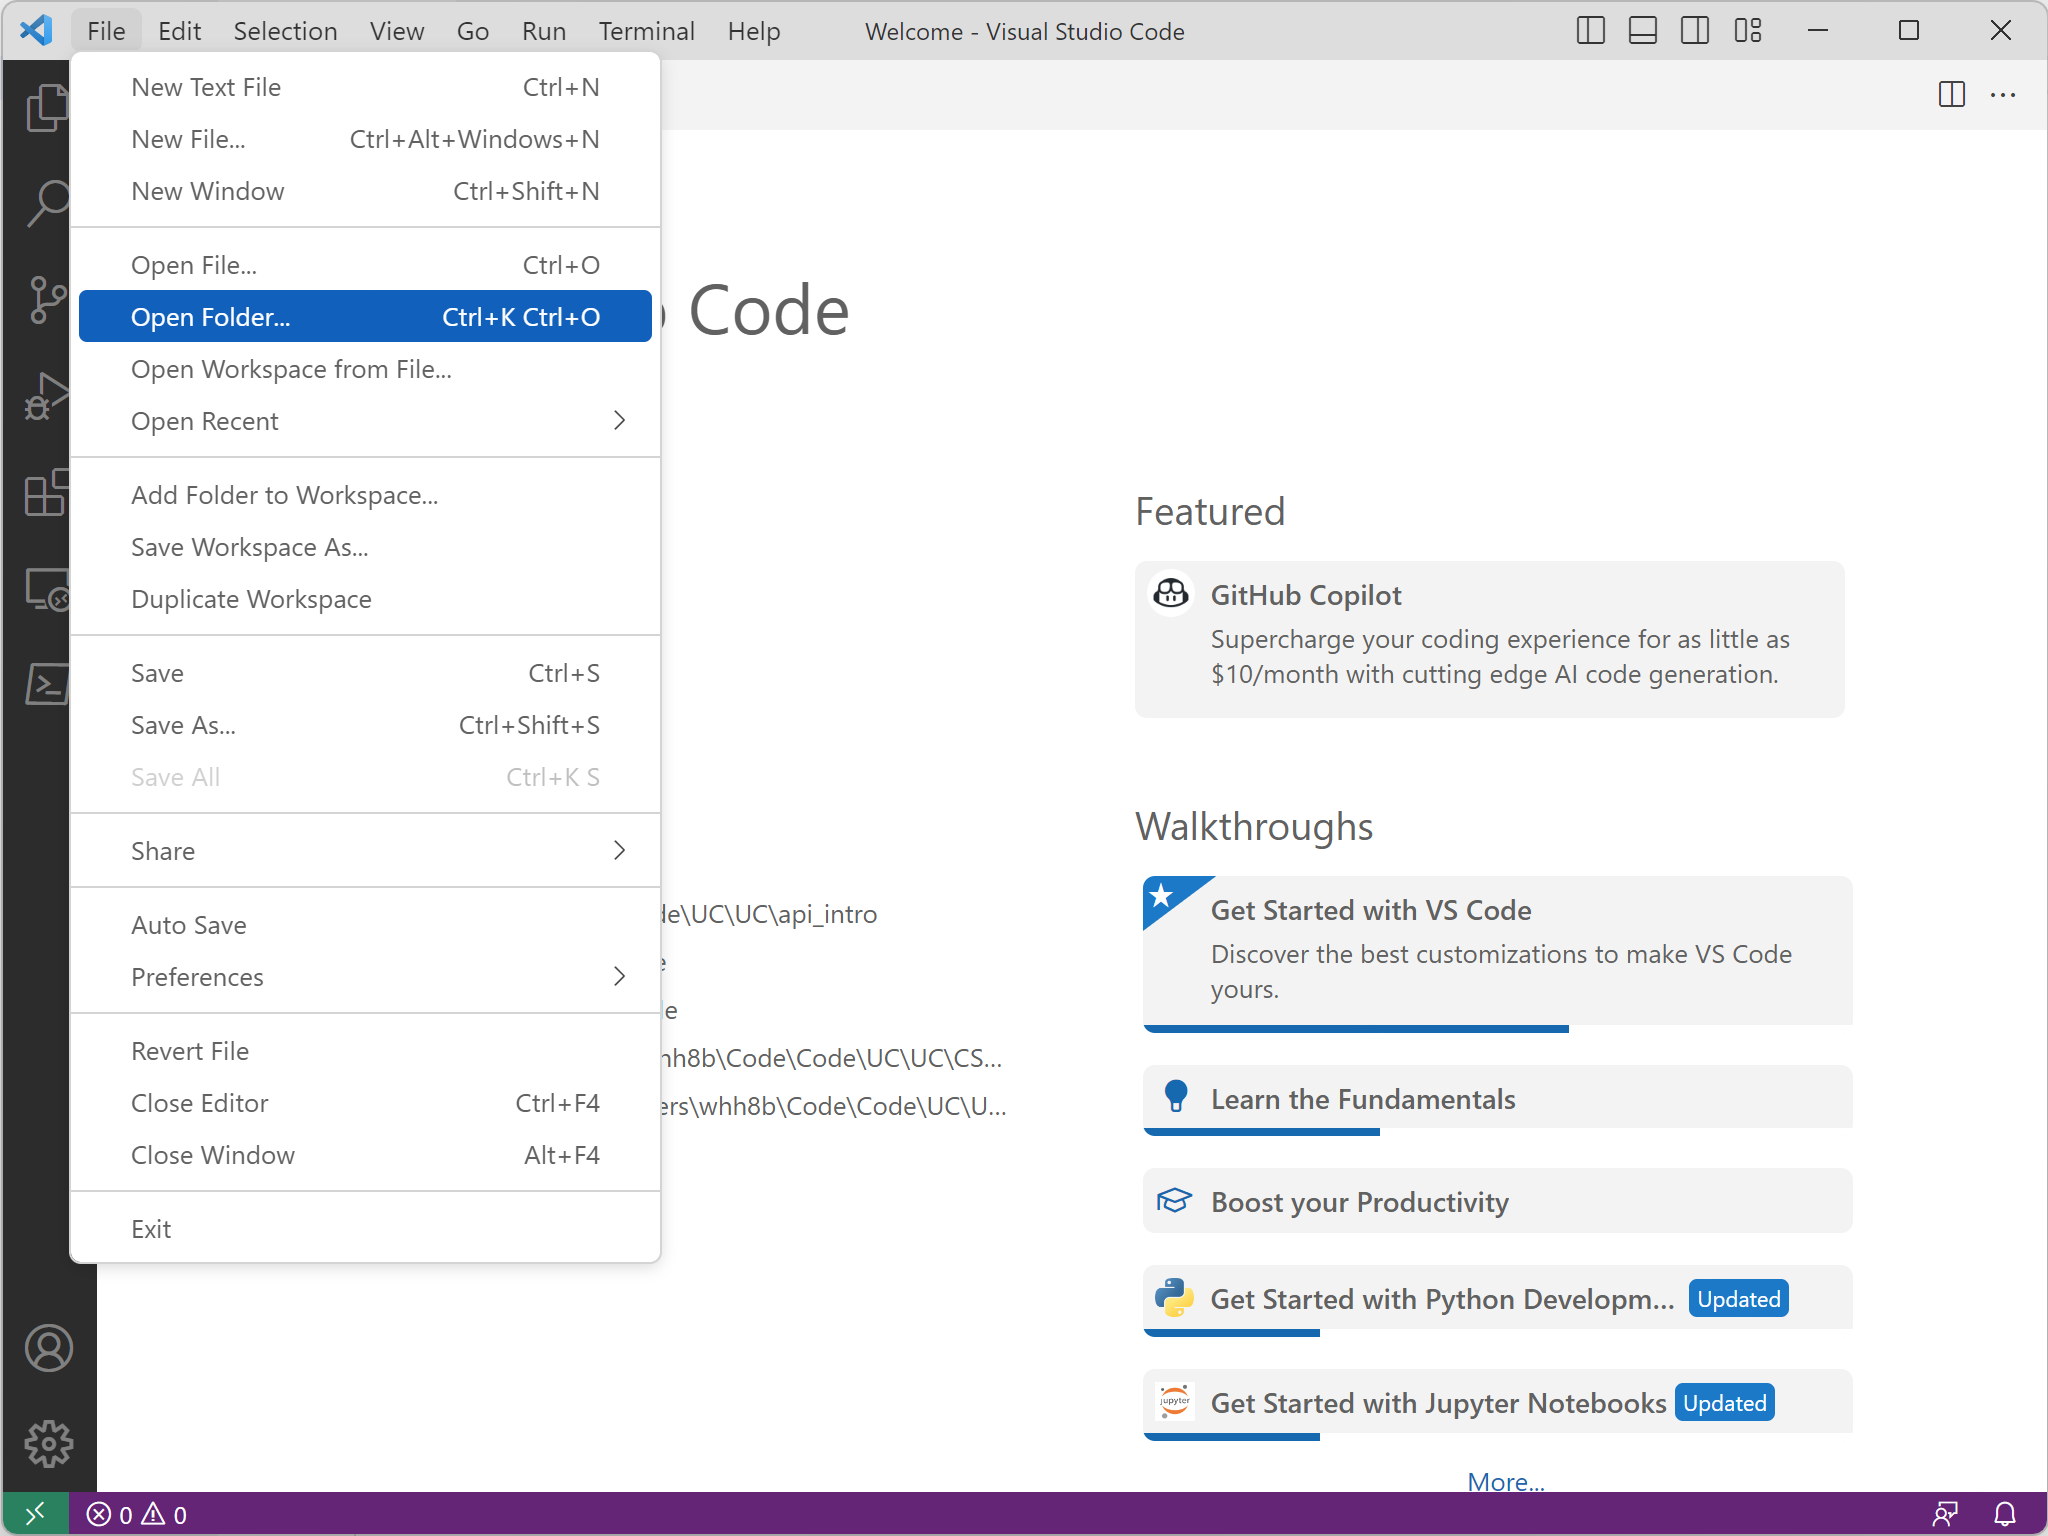 File Edit Selection View Go Run Terminal Help Welcome - Visual Studio Code
New Text File Ctrl+N
New File... Ctrl+Alt+Windows+N
New Window Ctrl+Shift+N
Open File... Ctrl+O
Open Folder... Ctrl+K Ctrl+O
Open Workspace from File...
Open Recent
Add Folder to Workspace...
Save Workspace As...
Duplicate Workspace
Save Ctrl+S
Save As... Ctrl+Shift+S
Save All Ctrl+K S
Share
Auto Save
Preferences
Revert File
Close Editor Ctrl+F4
Close Window Alt+F4
Exit
Code
de\UC\UC\api_intro
e
le
hh8b\Code\Code\UC\UC\CS...
ers\whh8b\Code\Code\UC\U...
Featured
GitHub Copilot
Supercharge your coding experience for as little as
$10/month with cutting edge AI code generation.
Walkthroughs
Get Started with VS Code
Discover the best customizations to make VS Code
yours.
Learn the Fundamentals
Boost your Productivity
Get Started with Python Developm... Updated
jupyter
Get Started with Jupyter Notebooks Updated
More...
0 0